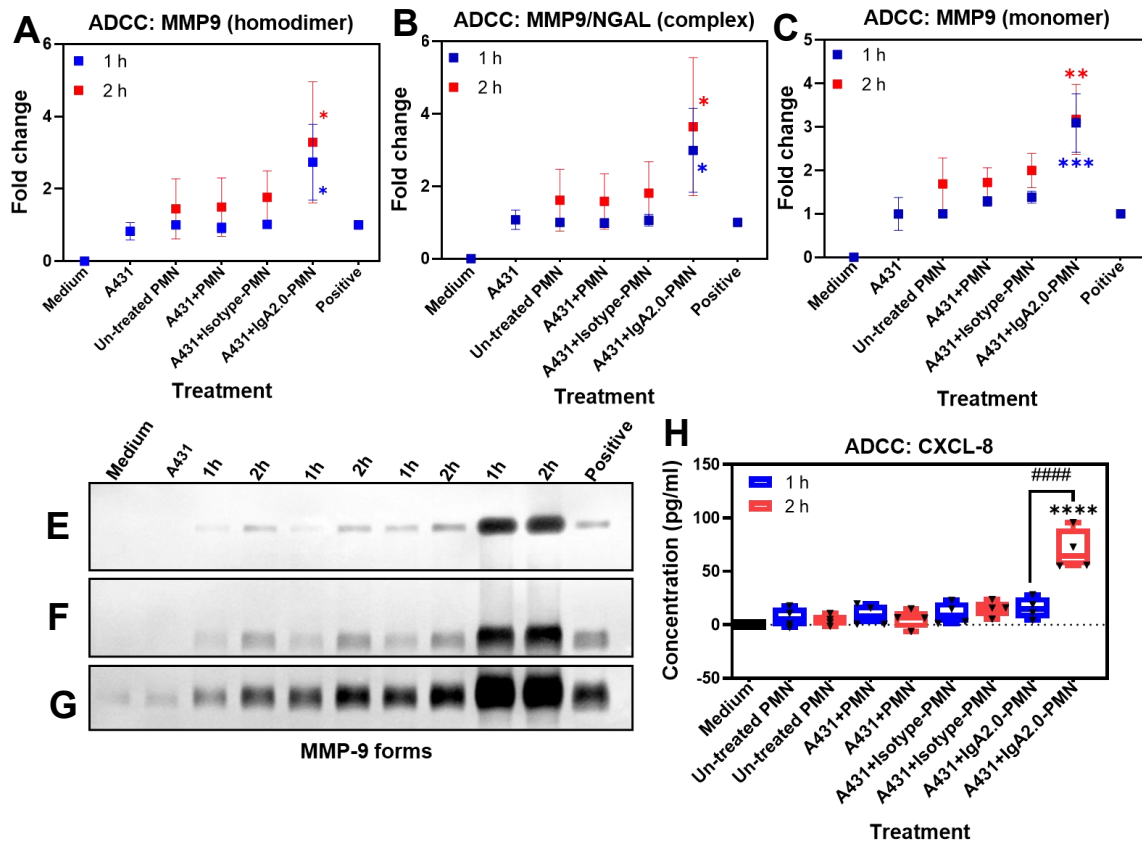 A
ADCC: MMP9 (homodimer)
Fold change
6
4
2
0
1 h
2 h
*
*
Medium
A431
Un-treated PMN
A431+PMN
A431+Isotype-PMN
A431+IgA2.0-PMN
Positive
Treatment
B
ADCC: MMP9/NGAL (complex)
Fold change
6
4
2
0
1 h
2 h
*
*
Medium
A431
Un-treated PMN
A431+PMN
A431+Isotype-PMN
A431+IgA2.0-PMN
Positive
Treatment
C
ADCC: MMP9 (monomer)
Fold change
5
4
3
2
1
0
1 h
2 h
**
***
Medium
A431
Un-treated PMN
A431+PMN
A431+Isotype-PMN
A431+IgA2.0-PMN
Poitive
Treatment
Medium
A431
1h
2h
1h
2h
1h
2h
1h
2h
Positive
E
F
G
MMP-9 forms
H
ADCC: CXCL-8
Concentration (pg/ml)
150
100
50
0
-50
1 h
2 h
####
****
Medium
Un-treated PMN
Un-treated PMN
A431+PMN
A431+PMN
A431+Isotype-PMN
A431+Isotype-PMN
A431+IgA2.0-PMN
A431+IgA2.0-PMN
Treatment